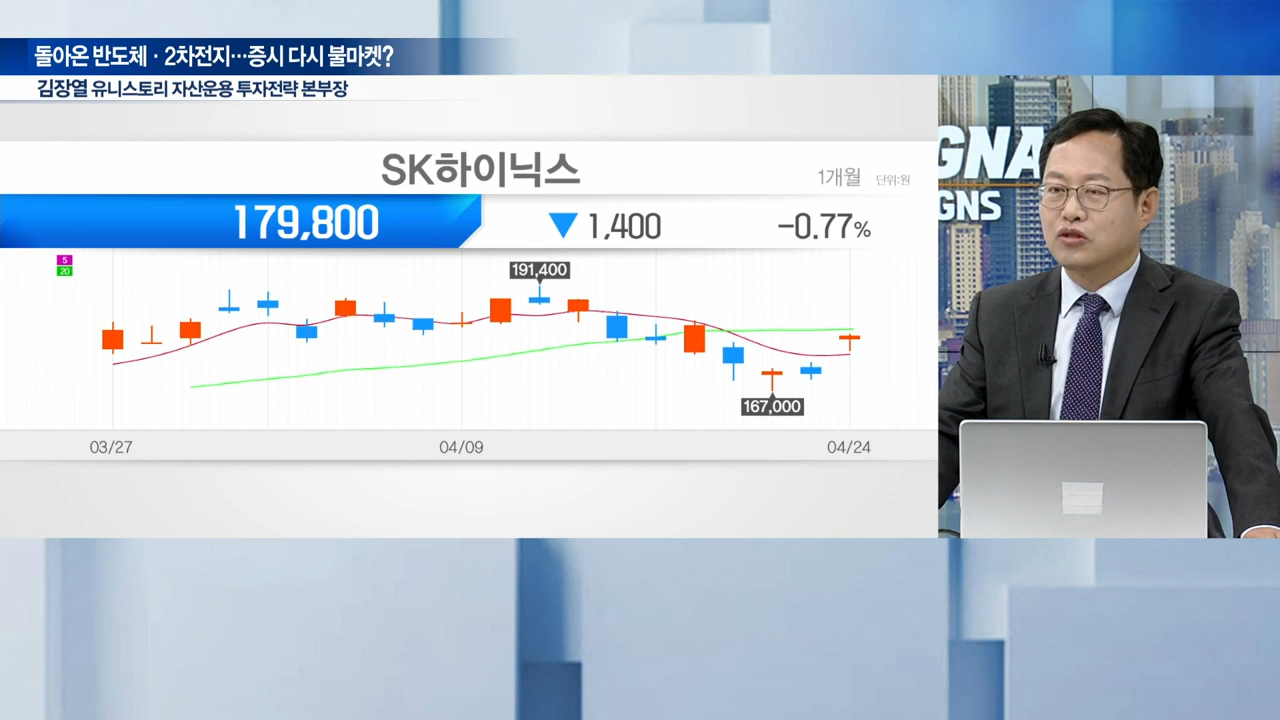 돌아온 반도체·2차전지…증시 다시 불마켓?
김장열 유니스토리 자산운용 투자전략 본부장
SK하이닉스
1개월 단위:원
179,800 ▼ 1,400 -0.77%
5
20
191,400
167,000
03/27 04/09 04/24
GNA
GNS